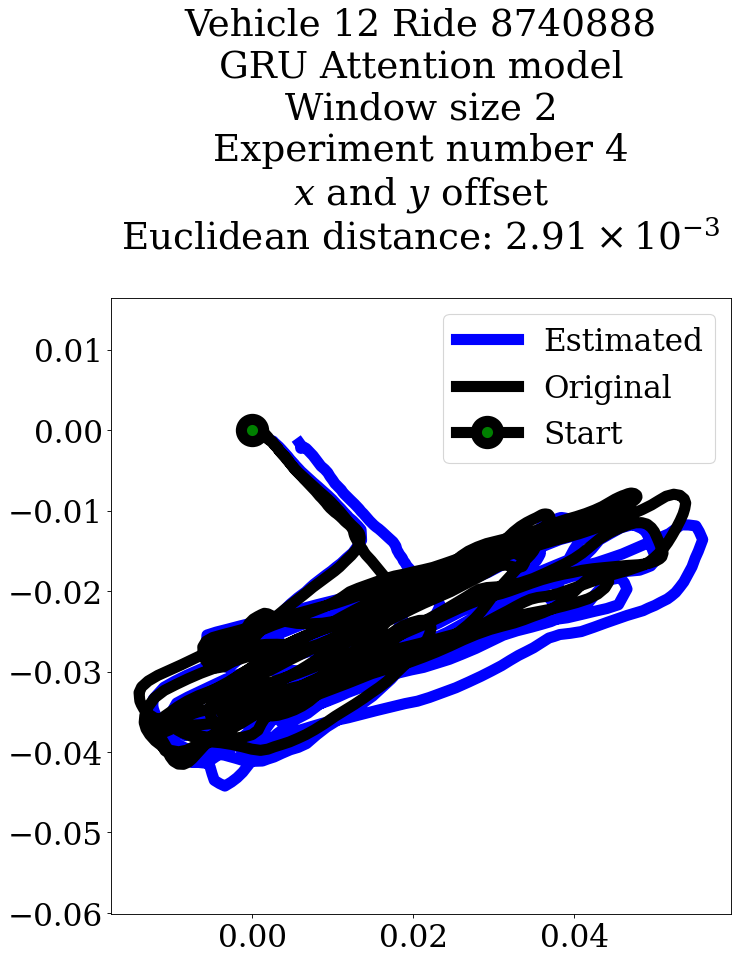 Vehicle 12 Ride 8740888
GRU Attention model
Window size 2
Experiment number 4
x and y offset
Euclidean distance: 2.91 × 10⁻³
Estimated
Original
Start
0.01
0.00
−0.01
−0.02
−0.03
−0.04
−0.05
−0.06
0.00 0.02 0.04